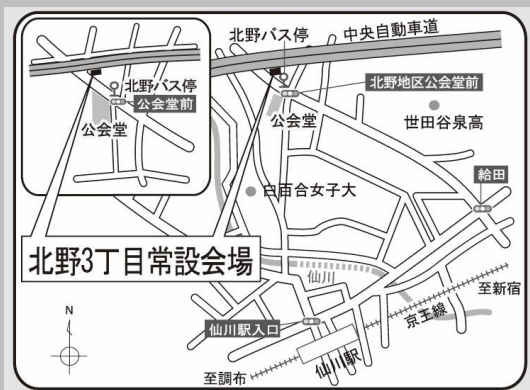 北野バス停
公会堂前
公会堂
北野バス停
中央自動車道
北野地区公会堂前
公会堂
世田谷泉高
白百合女子大
給田
北野3丁目常設会場
仙川
至新宿
京王線
仙川駅入口
仙川駅
至調布
N